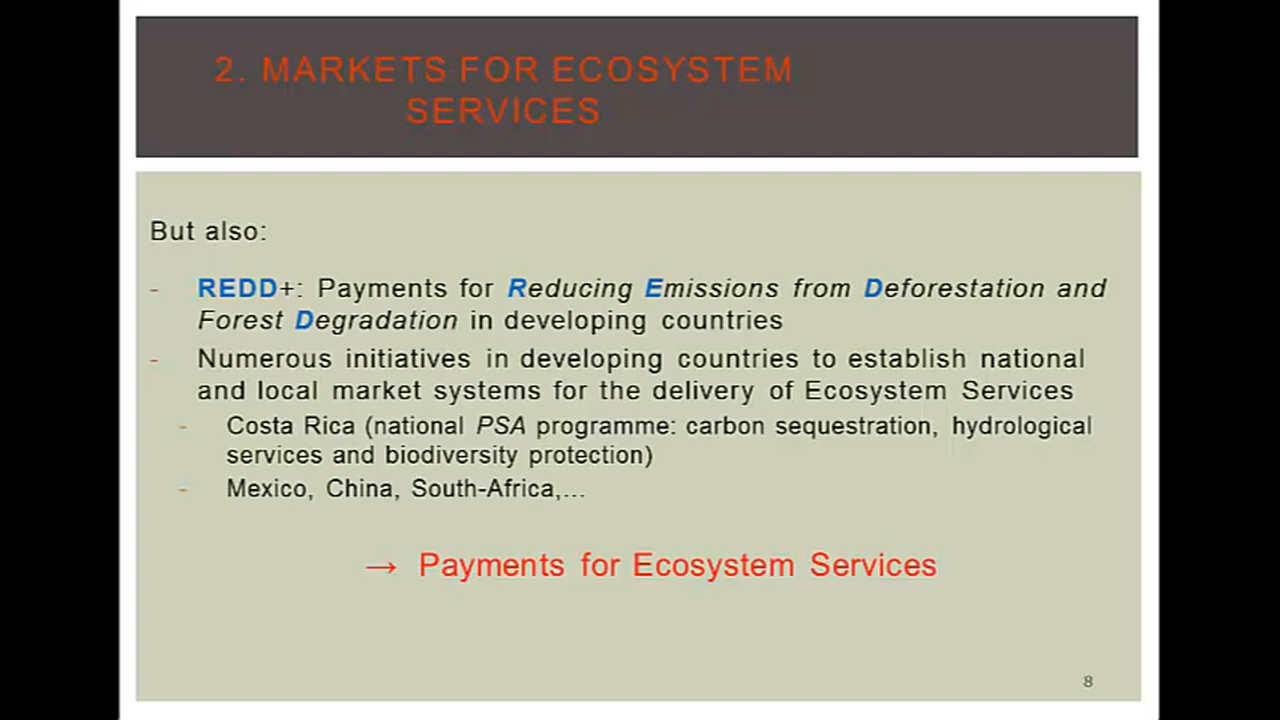 2. MARKETS FOR ECOSYSTEM
SERVICES
But also:
- REDD+: Payments for Reducing Emissions from Deforestation and
Forest Degradation in developing countries
- Numerous initiatives in developing countries to establish national
and local market systems for the delivery of Ecosystem Services
- Costa Rica (national PSA programme: carbon sequestration, hydrological
services and biodiversity protection)
- Mexico, China, South-Africa,...
→ Payments for Ecosystem Services
8